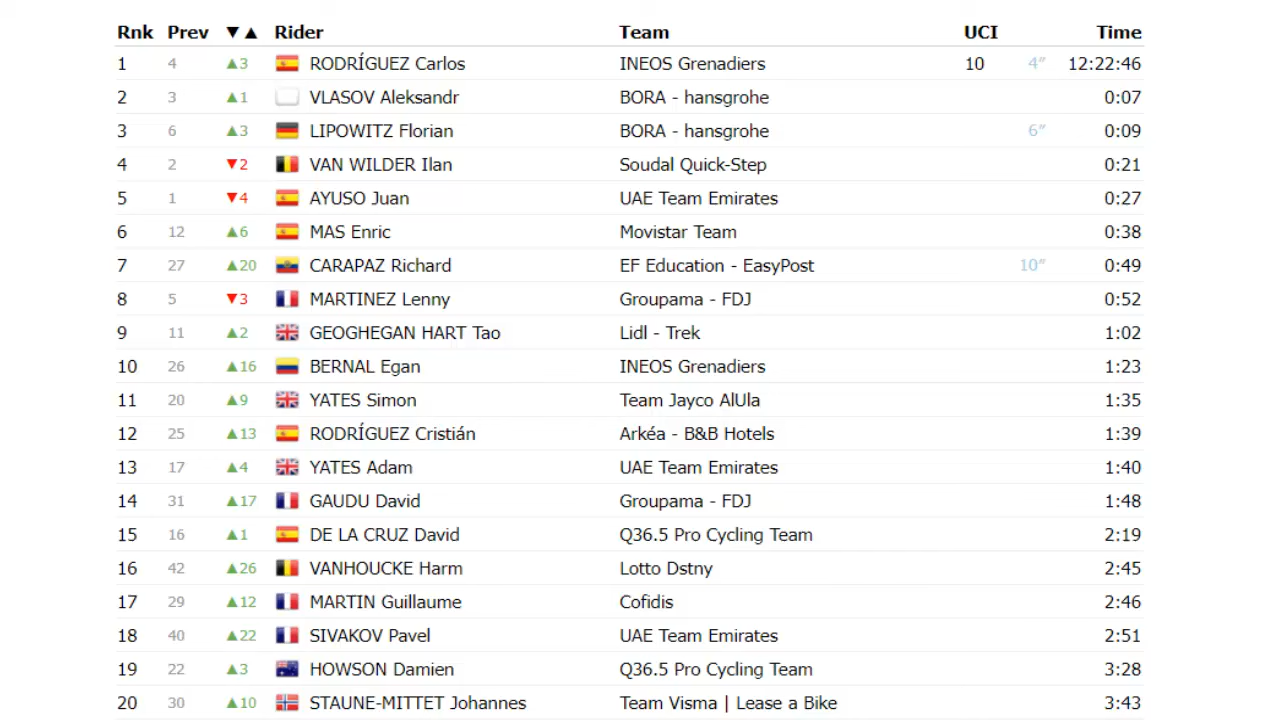 Rnk Prev ▼▲ Rider Team UCI Time
1 4 ▲3 RODRÍGUEZ Carlos INEOS Grenadiers 10 4″ 12:22:46
2 3 ▲1 VLASOV Aleksandr BORA - hansgrohe 0:07
3 6 ▲3 LIPOWITZ Florian BORA - hansgrohe 6″ 0:09
4 2 ▼2 VAN WILDER Ilan Soudal Quick-Step 0:21
5 1 ▼4 AYUSO Juan UAE Team Emirates 0:27
6 12 ▲6 MAS Enric Movistar Team 0:38
7 27 ▲20 CARAPAZ Richard EF Education - EasyPost 10″ 0:49
8 5 ▼3 MARTINEZ Lenny Groupama - FDJ 0:52
9 11 ▲2 GEOGHEGAN HART Tao Lidl - Trek 1:02
10 26 ▲16 BERNAL Egan INEOS Grenadiers 1:23
11 20 ▲9 YATES Simon Team Jayco AlUla 1:35
12 25 ▲13 RODRÍGUEZ Cristián Arkéa - B&B Hotels 1:39
13 17 ▲4 YATES Adam UAE Team Emirates 1:40
14 31 ▲17 GAUDU David Groupama - FDJ 1:48
15 16 ▲1 DE LA CRUZ David Q36.5 Pro Cycling Team 2:19
16 42 ▲26 VANHOUCKE Harm Lotto Dstny 2:45
17 29 ▲12 MARTIN Guillaume Cofidis 2:46
18 40 ▲22 SIVAKOV Pavel UAE Team Emirates 2:51
19 22 ▲3 HOWSON Damien Q36.5 Pro Cycling Team 3:28
20 30 ▲10 STAUNE-MITTET Johannes Team Visma | Lease a Bike 3:43